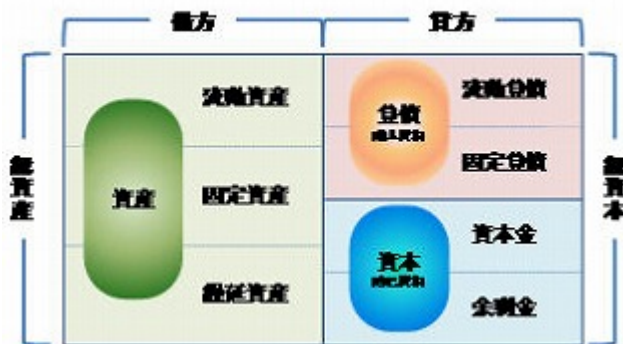 借方
貸方
総資産
資産
流動資産
固定資産
繰延資産
負債
流動負債
固定負債
資本
資本金
余剰金
総資本